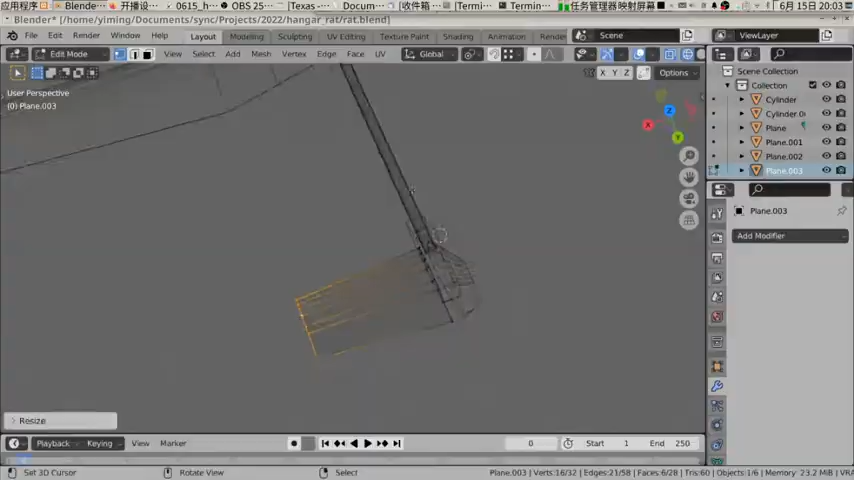 应用程序 Blende 开播设 0615_h OBS 25 Texas- Docum [收件箱 [Termi Termin 任务管理器[从屏幕 6月 15日 20:03
Blender* [/home/yiming/Documents/sync/Projects/2022/hangar_rat/rat.blend]
File Edit Render Window Help Layout Modeling Sculpting UV Editing Texture Paint Shading Animation Render Scene ViewLayer
Edit Mode View Select Add Mesh Vertex Edge Face UV Global
X Y Z Options
User Perspective
(0) Plane.003
Scene Collection
Collection
Cylinder
Cylinder.0
Plane
Plane.001
Plane.002
Plane.003
Plane.003
Add Modifier
Resize
Playback Keying View Marker 0 Start 1 End 250
Set 3D Cursor Rotate View Select Plane.003 | Verts:16/32 | Edges:21/58 | Faces:6/28 | Tris:60 | Objects:1/6 | Memory: 23.2 MiB | VRA